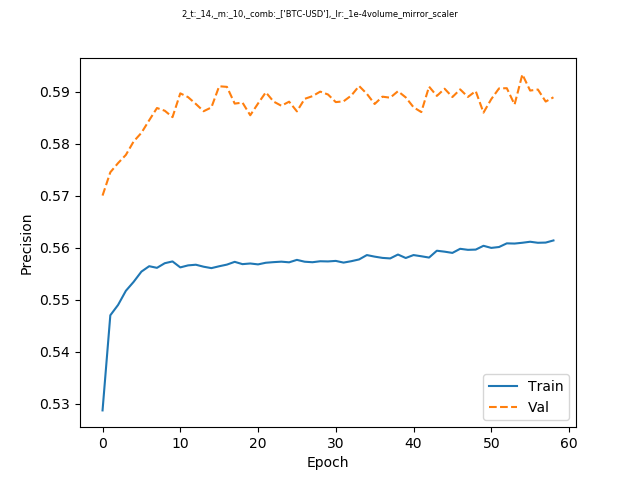 2_t:_14,_m:_10,_comb:_['BTC-USD'],_lr:_1e-4volume_mirror_scaler
0.59
0.58
0.57
0.56
0.55
0.54
0.53
Precision
0
10
20
30
40
50
60
Epoch
Train
Val